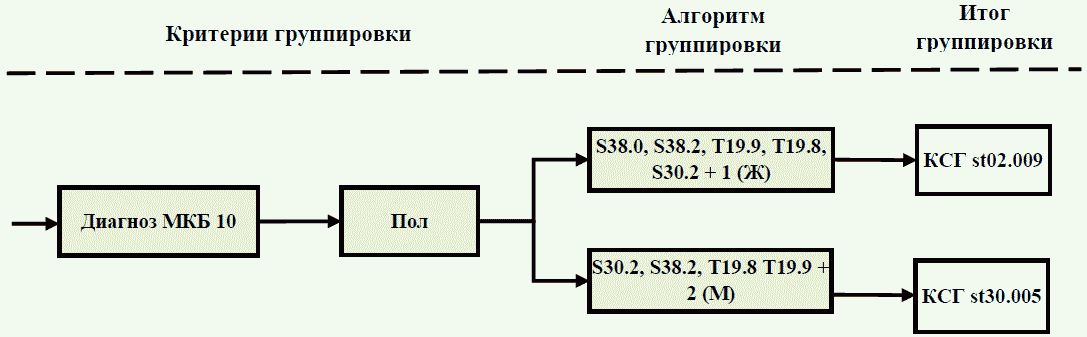 Критерии группировки
Алгоритм
группировки
Итог
группировки
Диагноз МКБ 10
Пол
S38.0, S38.2, T19.9, T19.8,
S30.2 + 1 (Ж)
КСГ st02.009
S30.2, S38.2, T19.8 T19.9 +
2 (М)
КСГ st30.005